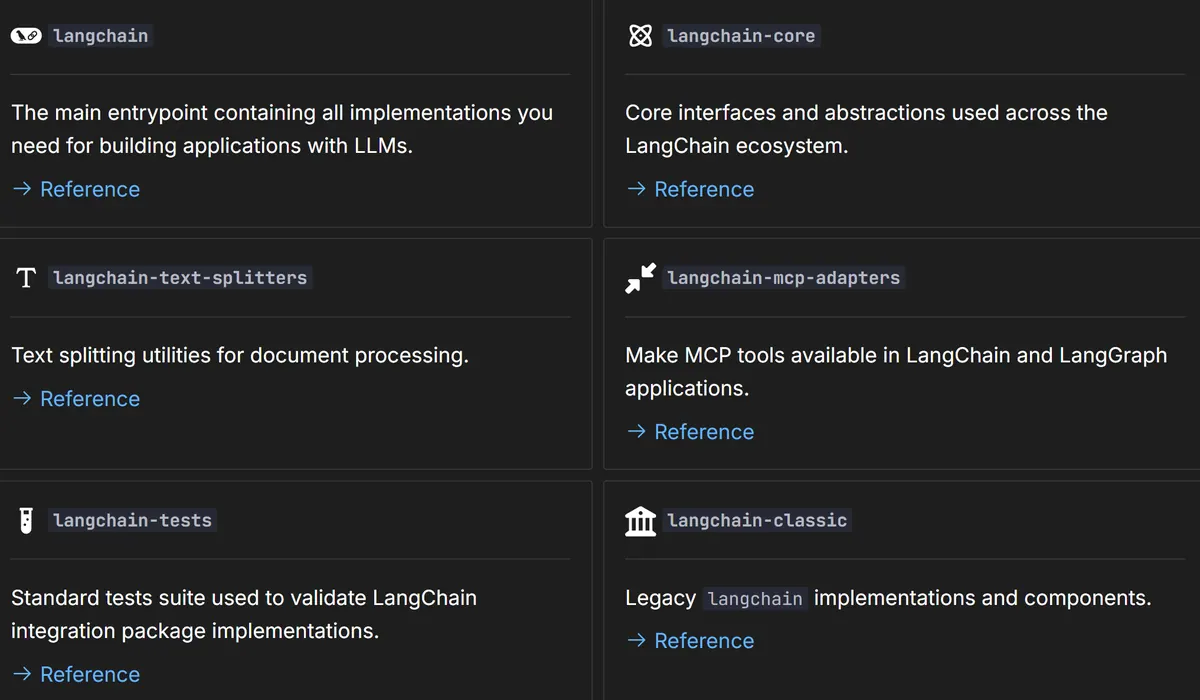 langchain
The main entrypoint containing all implementations you
need for building applications with LLMs.
→ Reference
langchain-core
Core interfaces and abstractions used across the
LangChain ecosystem.
→ Reference
langchain-text-splitters
Text splitting utilities for document processing.
→ Reference
langchain-mcp-adapters
Make MCP tools available in LangChain and LangGraph
applications.
→ Reference
langchain-tests
Standard tests suite used to validate LangChain
integration package implementations.
→ Reference
langchain-classic
Legacy langchain implementations and components.
→ Reference